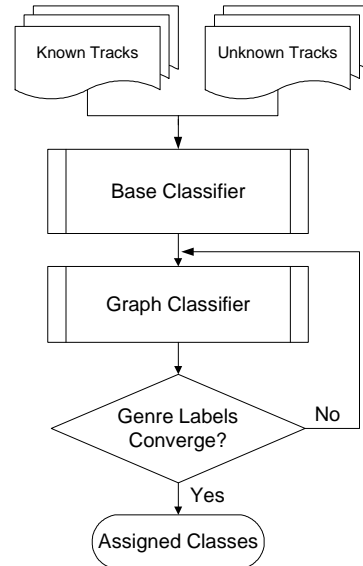 Known Tracks
Unknown Tracks
Base Classifier
Graph Classifier
Genre Labels
Converge?
No
Yes
Assigned Classes